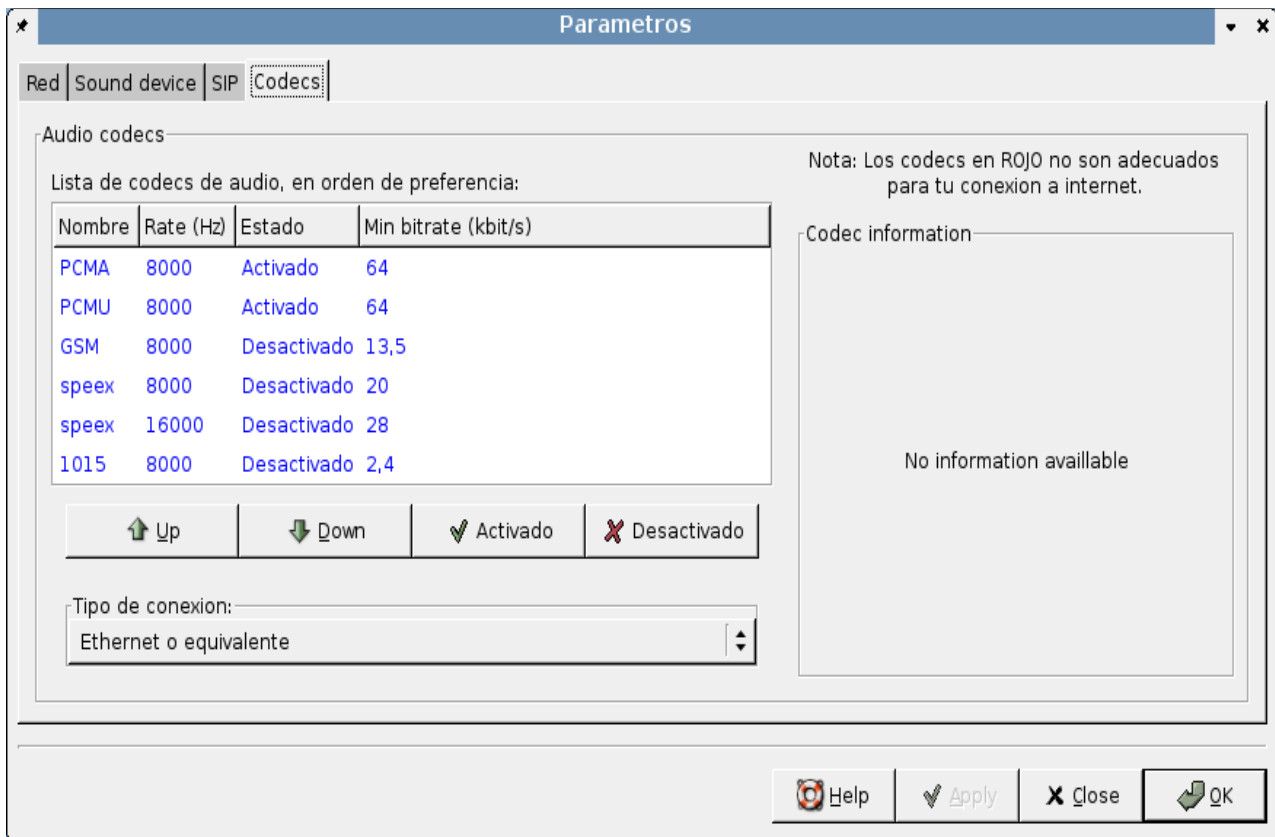 Parametros
Red Sound device SIP Codecs
Audio codecs
Lista de codecs de audio, en orden de preferencia:
Nombre Rate (Hz) Estado Min bitrate (kbit/s)
PCMA 8000 Activado 64
PCMU 8000 Activado 64
GSM 8000 Desactivado 13,5
speex 8000 Desactivado 20
speex 16000 Desactivado 28
1015 8000 Desactivado 2,4
Up Down Activado Desactivado
Tipo de conexion:
Ethernet o equivalente
Nota: Los codecs en ROJO no son adecuados
para tu conexion a internet.
Codec information
No information availlable
Help Apply Close OK